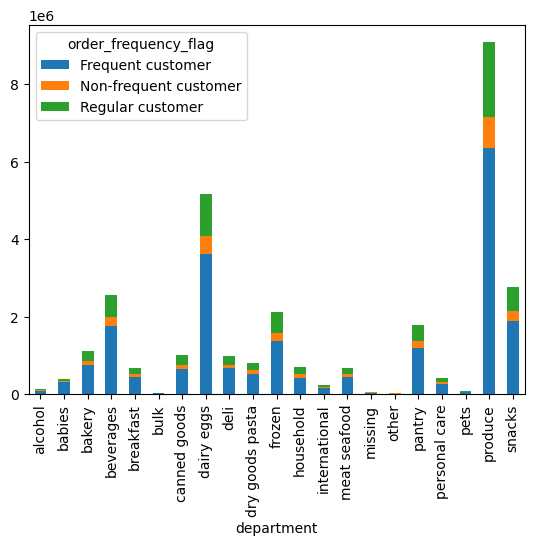 1e6
order_frequency_flag
Frequent customer
Non-frequent customer
Regular customer
8
6
4
2
0
alcohol
babies
bakery
beverages
breakfast
bulk
canned goods
dairy eggs
deli
dry goods pasta
frozen
household
international
meat seafood
missing
other
pantry
personal care
pets
produce
snacks
department